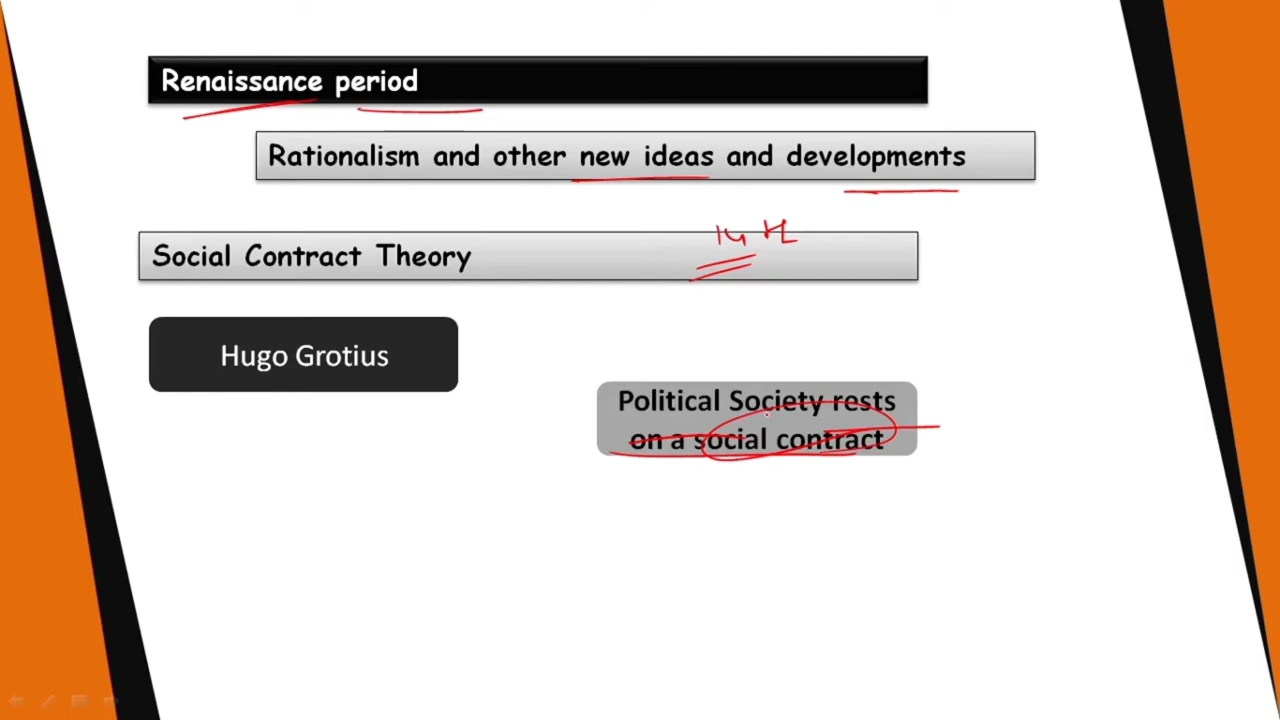 Renaissance period
Rationalism and other new ideas and developments
Social Contract Theory
Hugo Grotius
Political Society rests
on a social contract